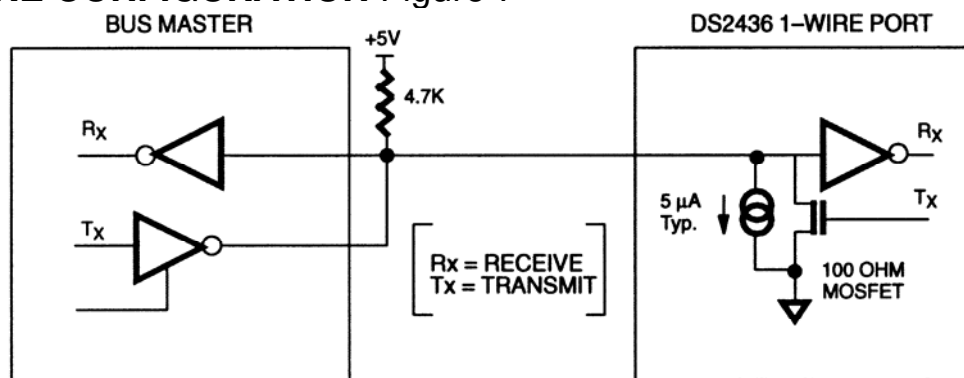 Figure
BUS MASTER
DS2436 1–WIRE PORT
+5V
4.7K
RX
RX
TX
TX
5 µA
Typ.
Rx = RECEIVE
Tx = TRANSMIT
100 OHM
MOSFET